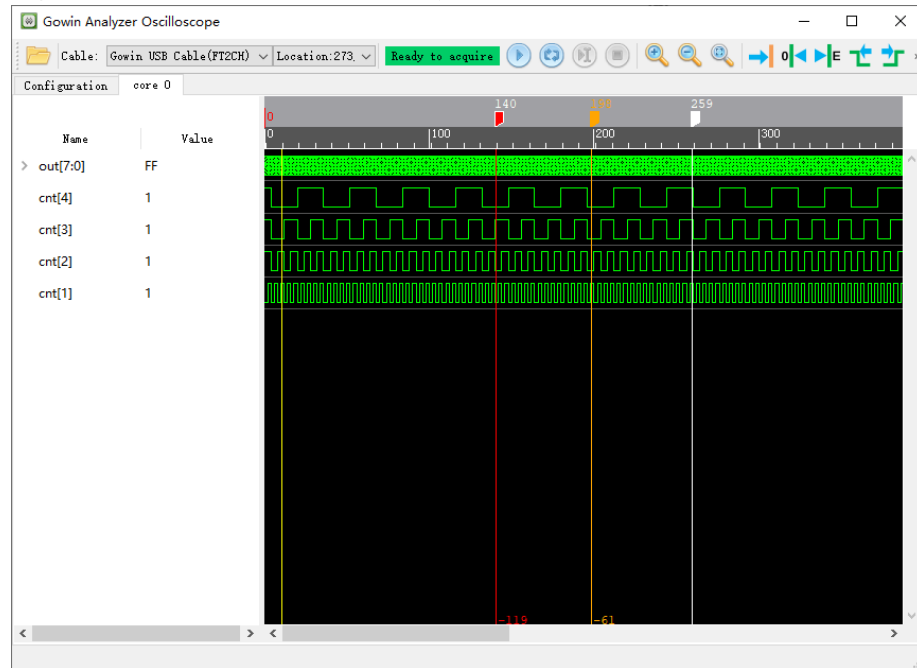 Gowin Analyzer Oscilloscope
Cable: Gowin USB Cable(FT2CH) Location:273 Ready to acquire 0 E
Configuration core 0
140 198 259
0
Name Value 0 100 200 300
out[7:0] FF
cnt[4] 1
cnt[3] 1
cnt[2] 1
cnt[1] 1
-119 -61